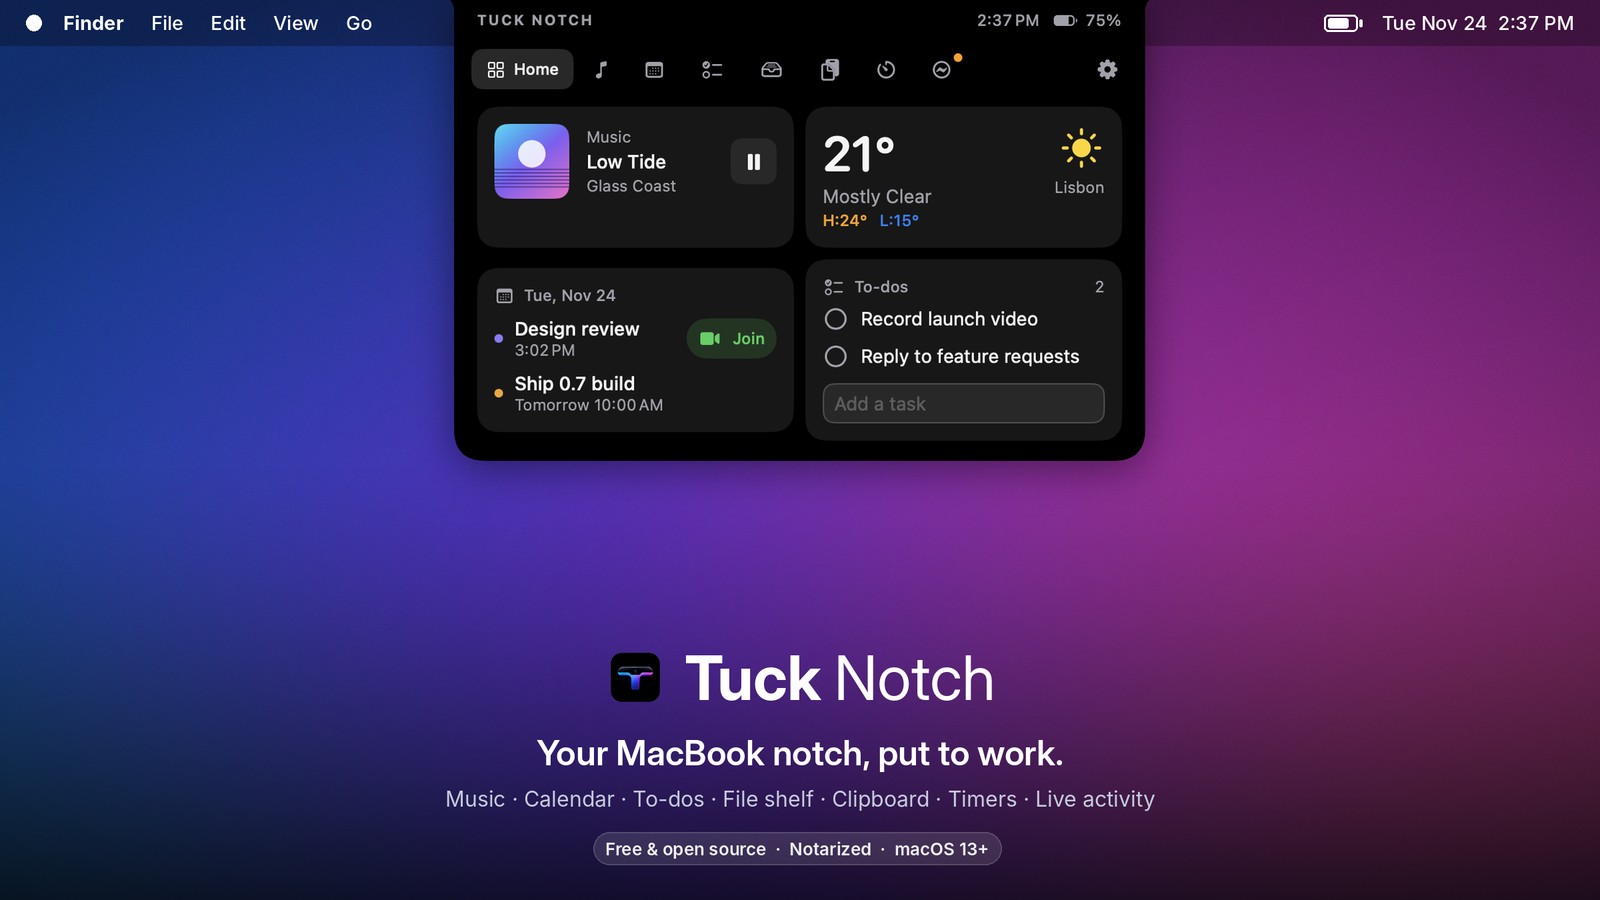 Finder File Edit View Go
Tue Nov 24 2:37 PM
TUCK NOTCH
2:37 PM 75%
Home
Music
Low Tide
Glass Coast
21°
Mostly Clear
H:24° L:15°
Lisbon
Tue, Nov 24
Design review
3:02 PM
Join
Ship 0.7 build
Tomorrow 10:00 AM
To-dos 2
Record launch video
Reply to feature requests
Add a task
Tuck Notch
Your MacBook notch, put to work.
Music · Calendar · To-dos · File shelf · Clipboard · Timers · Live activity
Free & open source · Notarized · macOS 13+